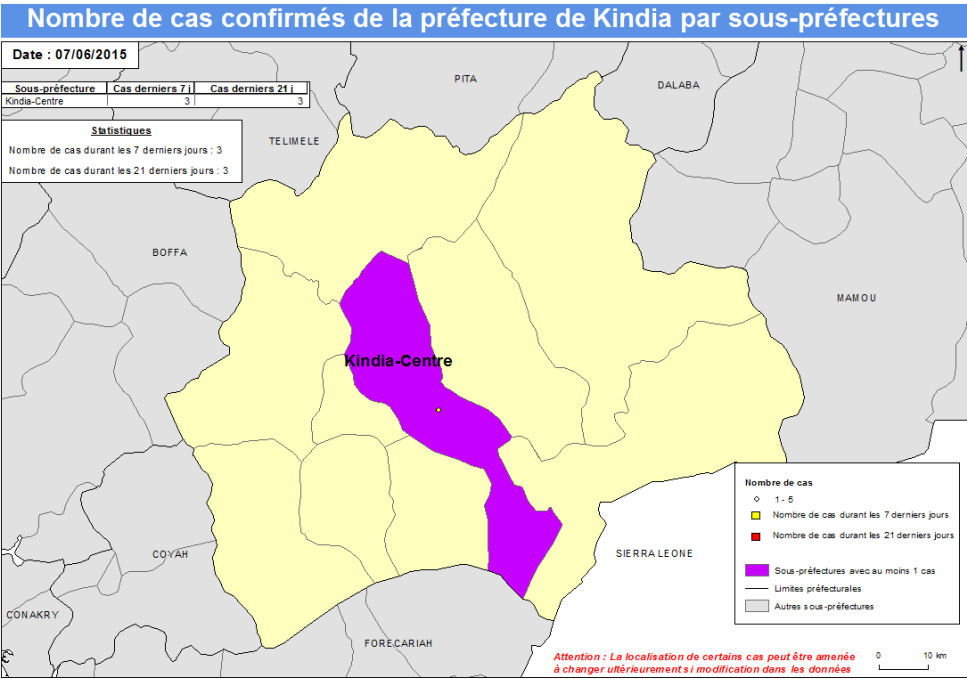 Nombre de cas confirmés de la préfecture de Kindia par sous-préfectures
Date : 07/06/2015
Sous-préfecture Cas derniers 7 j Cas derniers 21 j
Kindia-Centre 3 3
Statistiques
Nombre de cas durant les 7 derniers jours : 3
Nombre de cas durant les 21 derniers jours : 3
PITA
DALABA
TELIMELE
BOFFA
MAMOU
Kindia-Centre
COYAH
SIERRA LEONE
CONAKRY
FORECARIAH
Nombre de cas
1 - 5
Nombre de cas durant les 7 derniers jours
Nombre de cas durant les 21 derniers jours
Sous-préfectures avec au moins 1 cas
Limites préfecturales
Autres sous-préfectures
Attention : La localisation de certains cas peut être amenée
à changer ultérieurement si modification dans les données
0 10 km